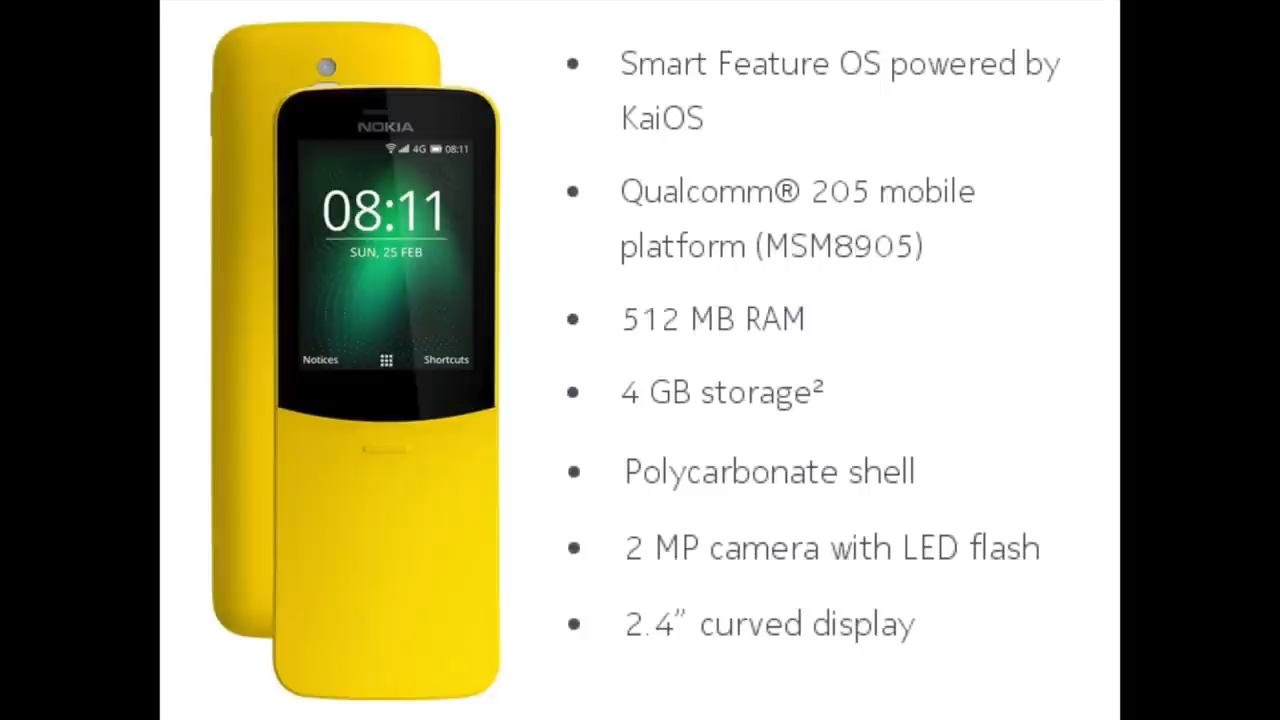 NOKIA
4G 08:11
08:11
SUN, 25 FEB
Notices
Shortcuts
• Smart Feature OS powered by
KaiOS
• Qualcomm® 205 mobile
platform (MSM8905)
• 512 MB RAM
• 4 GB storage²
• Polycarbonate shell
• 2 MP camera with LED flash
• 2.4” curved display